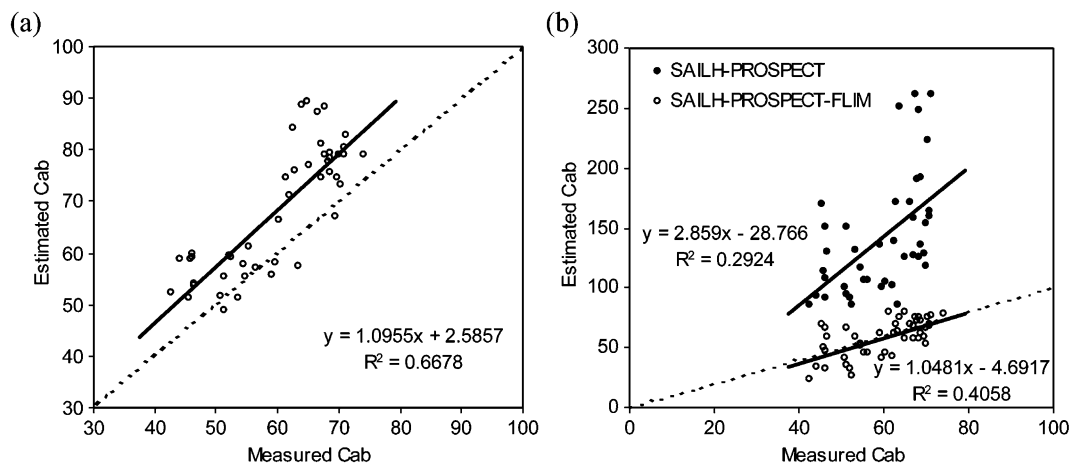 (a)
100
90
80
70
60
50
40
30
Estimated Cab
y = 1.0955x + 2.5857
R² = 0.6678
30 40 50 60 70 80 90 100
Measured Cab
(b)
300
250
200
150
100
50
0
Estimated Cab
SAILH-PROSPECT
SAILH-PROSPECT-FLIM
y = 2.859x - 28.766
R² = 0.2924
y = 1.0481x - 4.6917
R² = 0.4058
0 20 40 60 80 100
Measured Cab